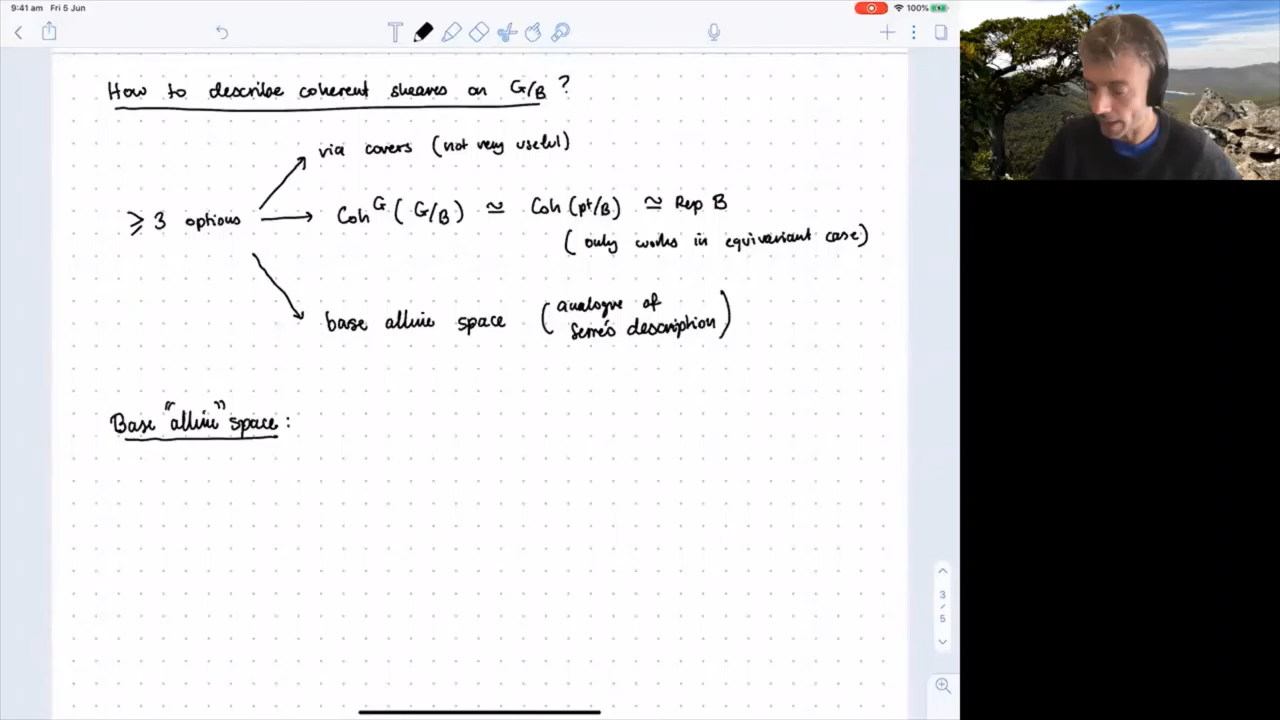 9:41 am Fri 5 Jun
100%
How to describe coherent sheaves on G/B ?
via covers (not very useful)
⩾ 3 options
Coh^G (G/B) ≃ Coh (pt/B) ≃ Rep B
(only works in equivariant case)
base affine space (analogue of Serre's description)
Base "affine" space :
3
/
5